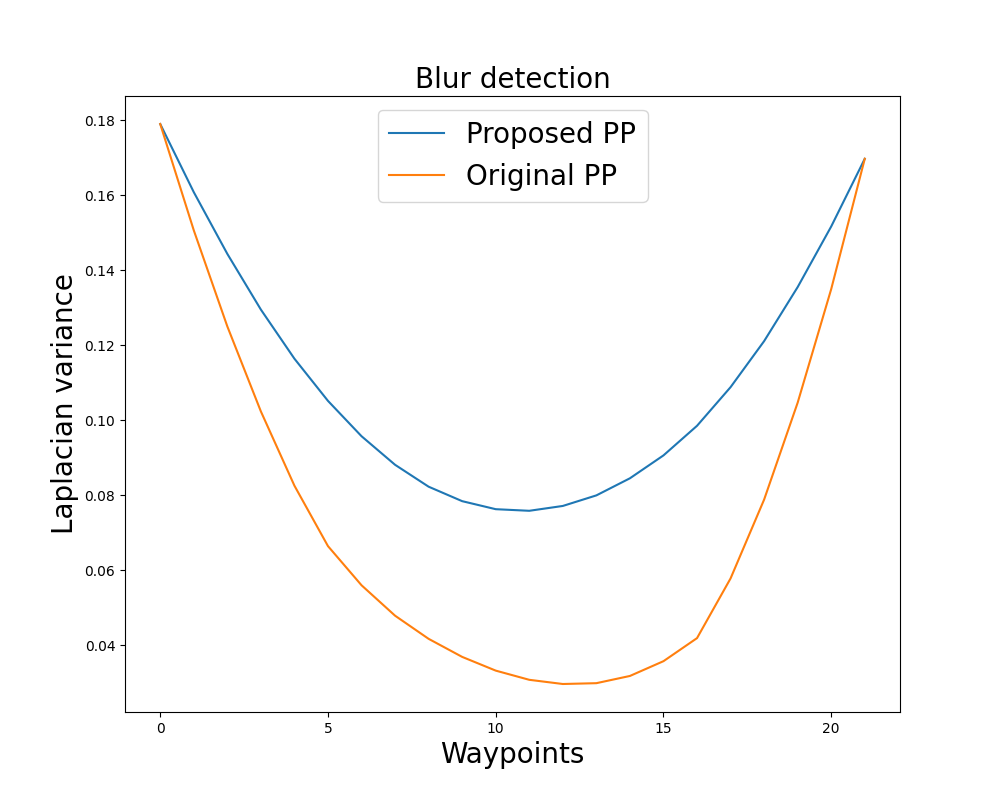 Blur detection
Proposed PP
Original PP
Laplacian variance
0.18
0.16
0.14
0.12
0.10
0.08
0.06
0.04
0 5 10 15 20
Waypoints